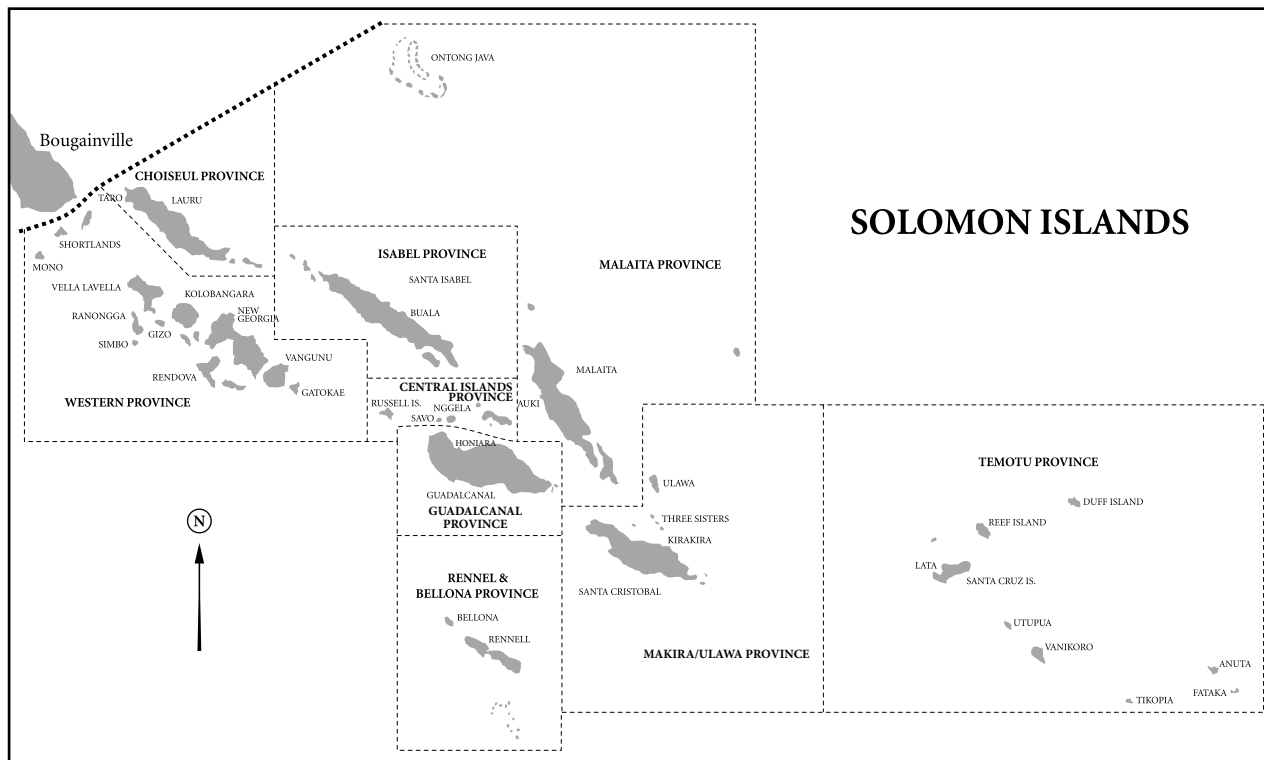 ONTONG JAVA
Bougainville
CHOISEUL PROVINCE
TARO
LAURU
SOLOMON ISLANDS
SHORTLANDS
MONO
ISABEL PROVINCE
MALAITA PROVINCE
SANTA ISABEL
VELLA LAVELLA
KOLOBANGARA
BUALA
RANONGGA
NEW
GEORGIA
GIZO
SIMBO
VANGUNU
MALAITA
RENDOVA
GATOKAE
CENTRAL ISLANDS
PROVINCE
WESTERN PROVINCE
RUSSELL IS.
NGGELA
AUKI
SAVO
HONIARA
TEMOTU PROVINCE
ULAWA
GUADALCANAL
DUFF ISLAND
GUADALCANAL
PROVINCE
THREE SISTERS
REEF ISLAND
N
KIRAKIRA
LATA
SANTA CRUZ IS.
RENNEL &
BELLONA PROVINCE
SANTA CRISTOBAL
BELLONA
UTUPUA
RENNELL
VANIKORO
MAKIRA/ULAWA PROVINCE
ANUTA
FATAKA
TIKOPIA